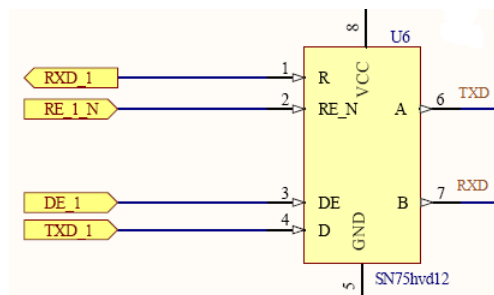 8
U6
RXD_1
1
R
VCC
RE_1_N
2
RE_N
A
6
TXD
DE_1
3
DE
B
7
RXD
TXD_1
4
D
GND
5
SN75hvd12